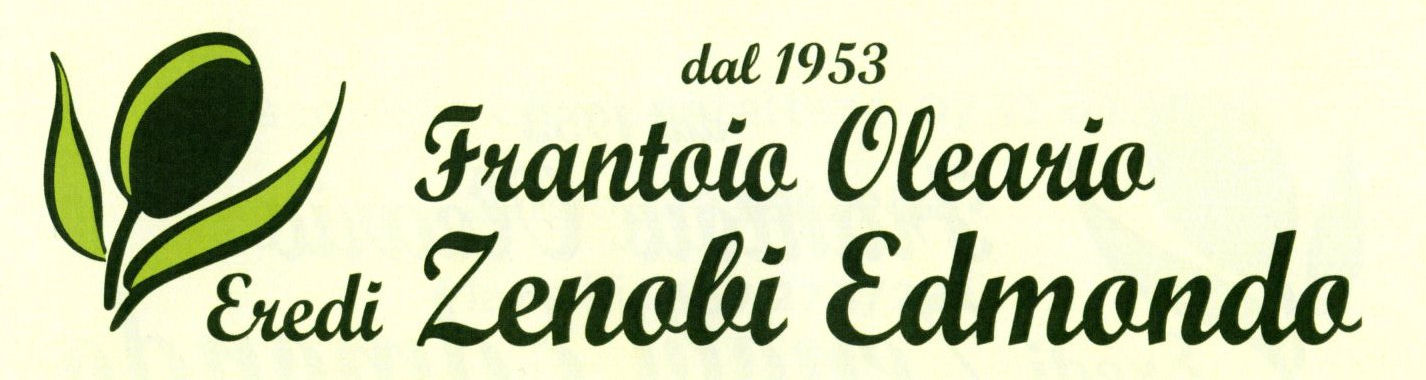 dal 1953
Frantoio Oleario
Eredi Zenobi Edmondo